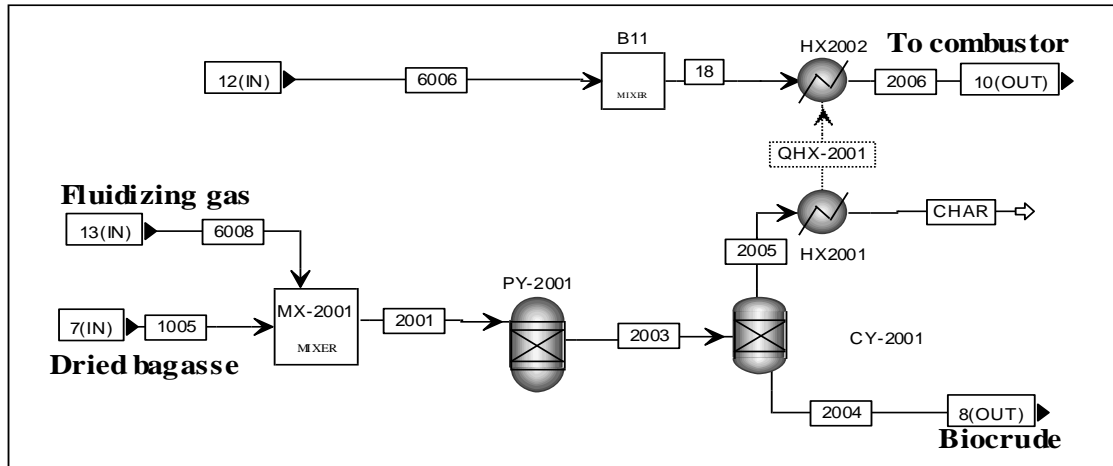 B11
HX2002
To combustor
12(IN)
6006
MIXER
18
2006
10(OUT)
QHX-2001
Fluidizing gas
13(IN)
6008
CHAR
2005
HX2001
PY-2001
7(IN)
1005
MX-2001
MIXER
2001
2003
CY-2001
Dried bagasse
2004
8(OUT)
Biocrude